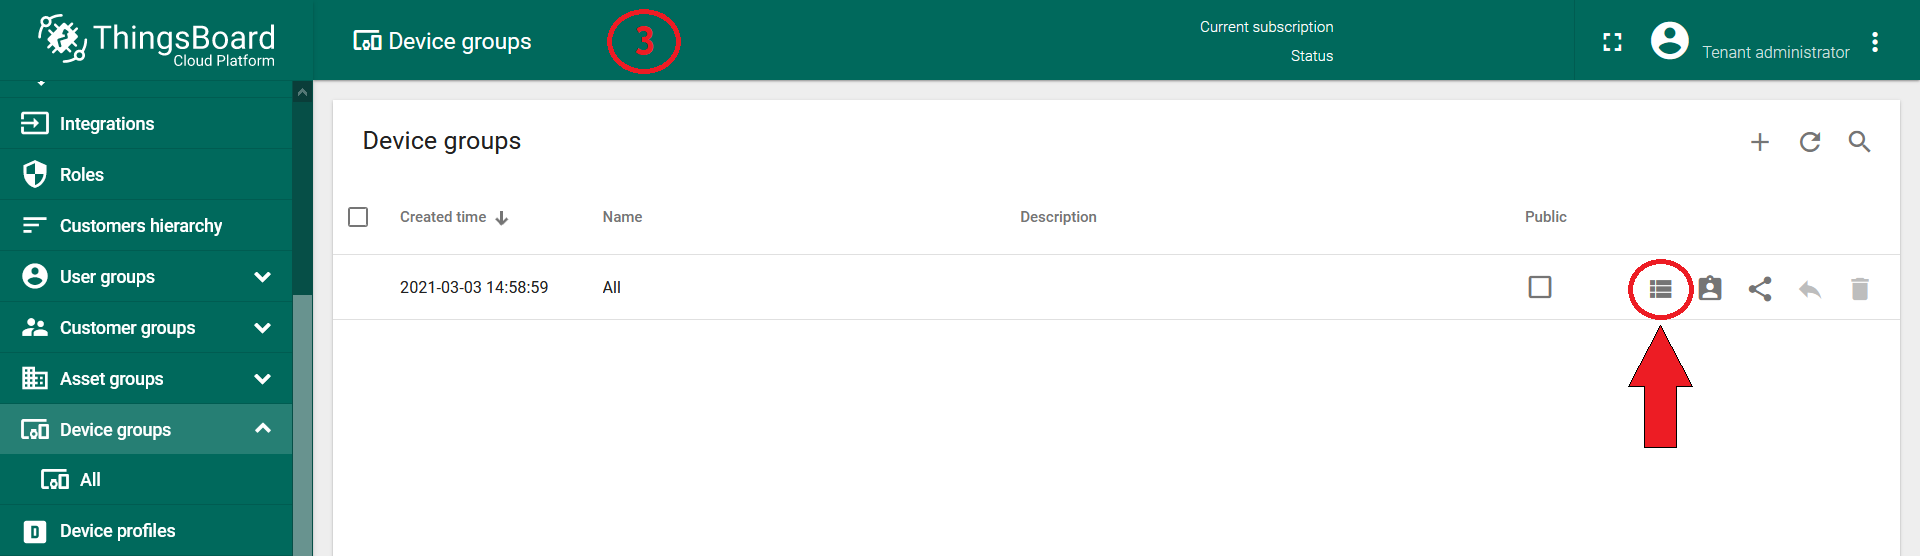 ThingsBoard
Cloud Platform
Device groups
3
Current subscription
Status
Tenant administrator
Integrations
Roles
Customers hierarchy
User groups
Customer groups
Asset groups
Device groups
All
D Device profiles
Device groups
Created time Name Description Public
2021-03-03 14:58:59 All